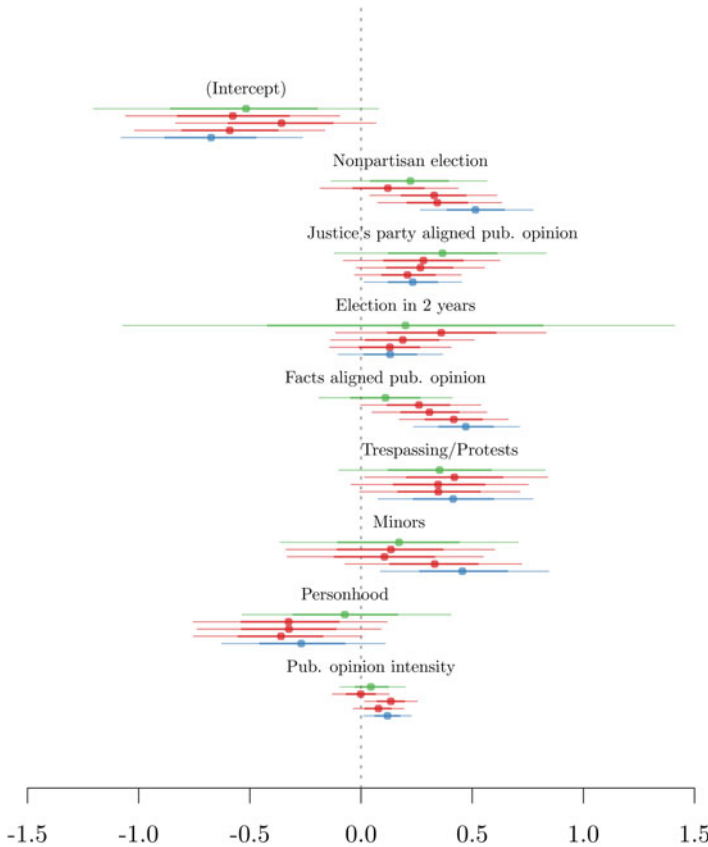 (Intercept)
Nonpartisan election
Justice's party aligned pub. opinion
Election in 2 years
Facts aligned pub. opinion
Trespassing/Protests
Minors
Personhood
Pub. opinion intensity
-1.5 -1.0 -0.5 0.0 0.5 1.0 1.5